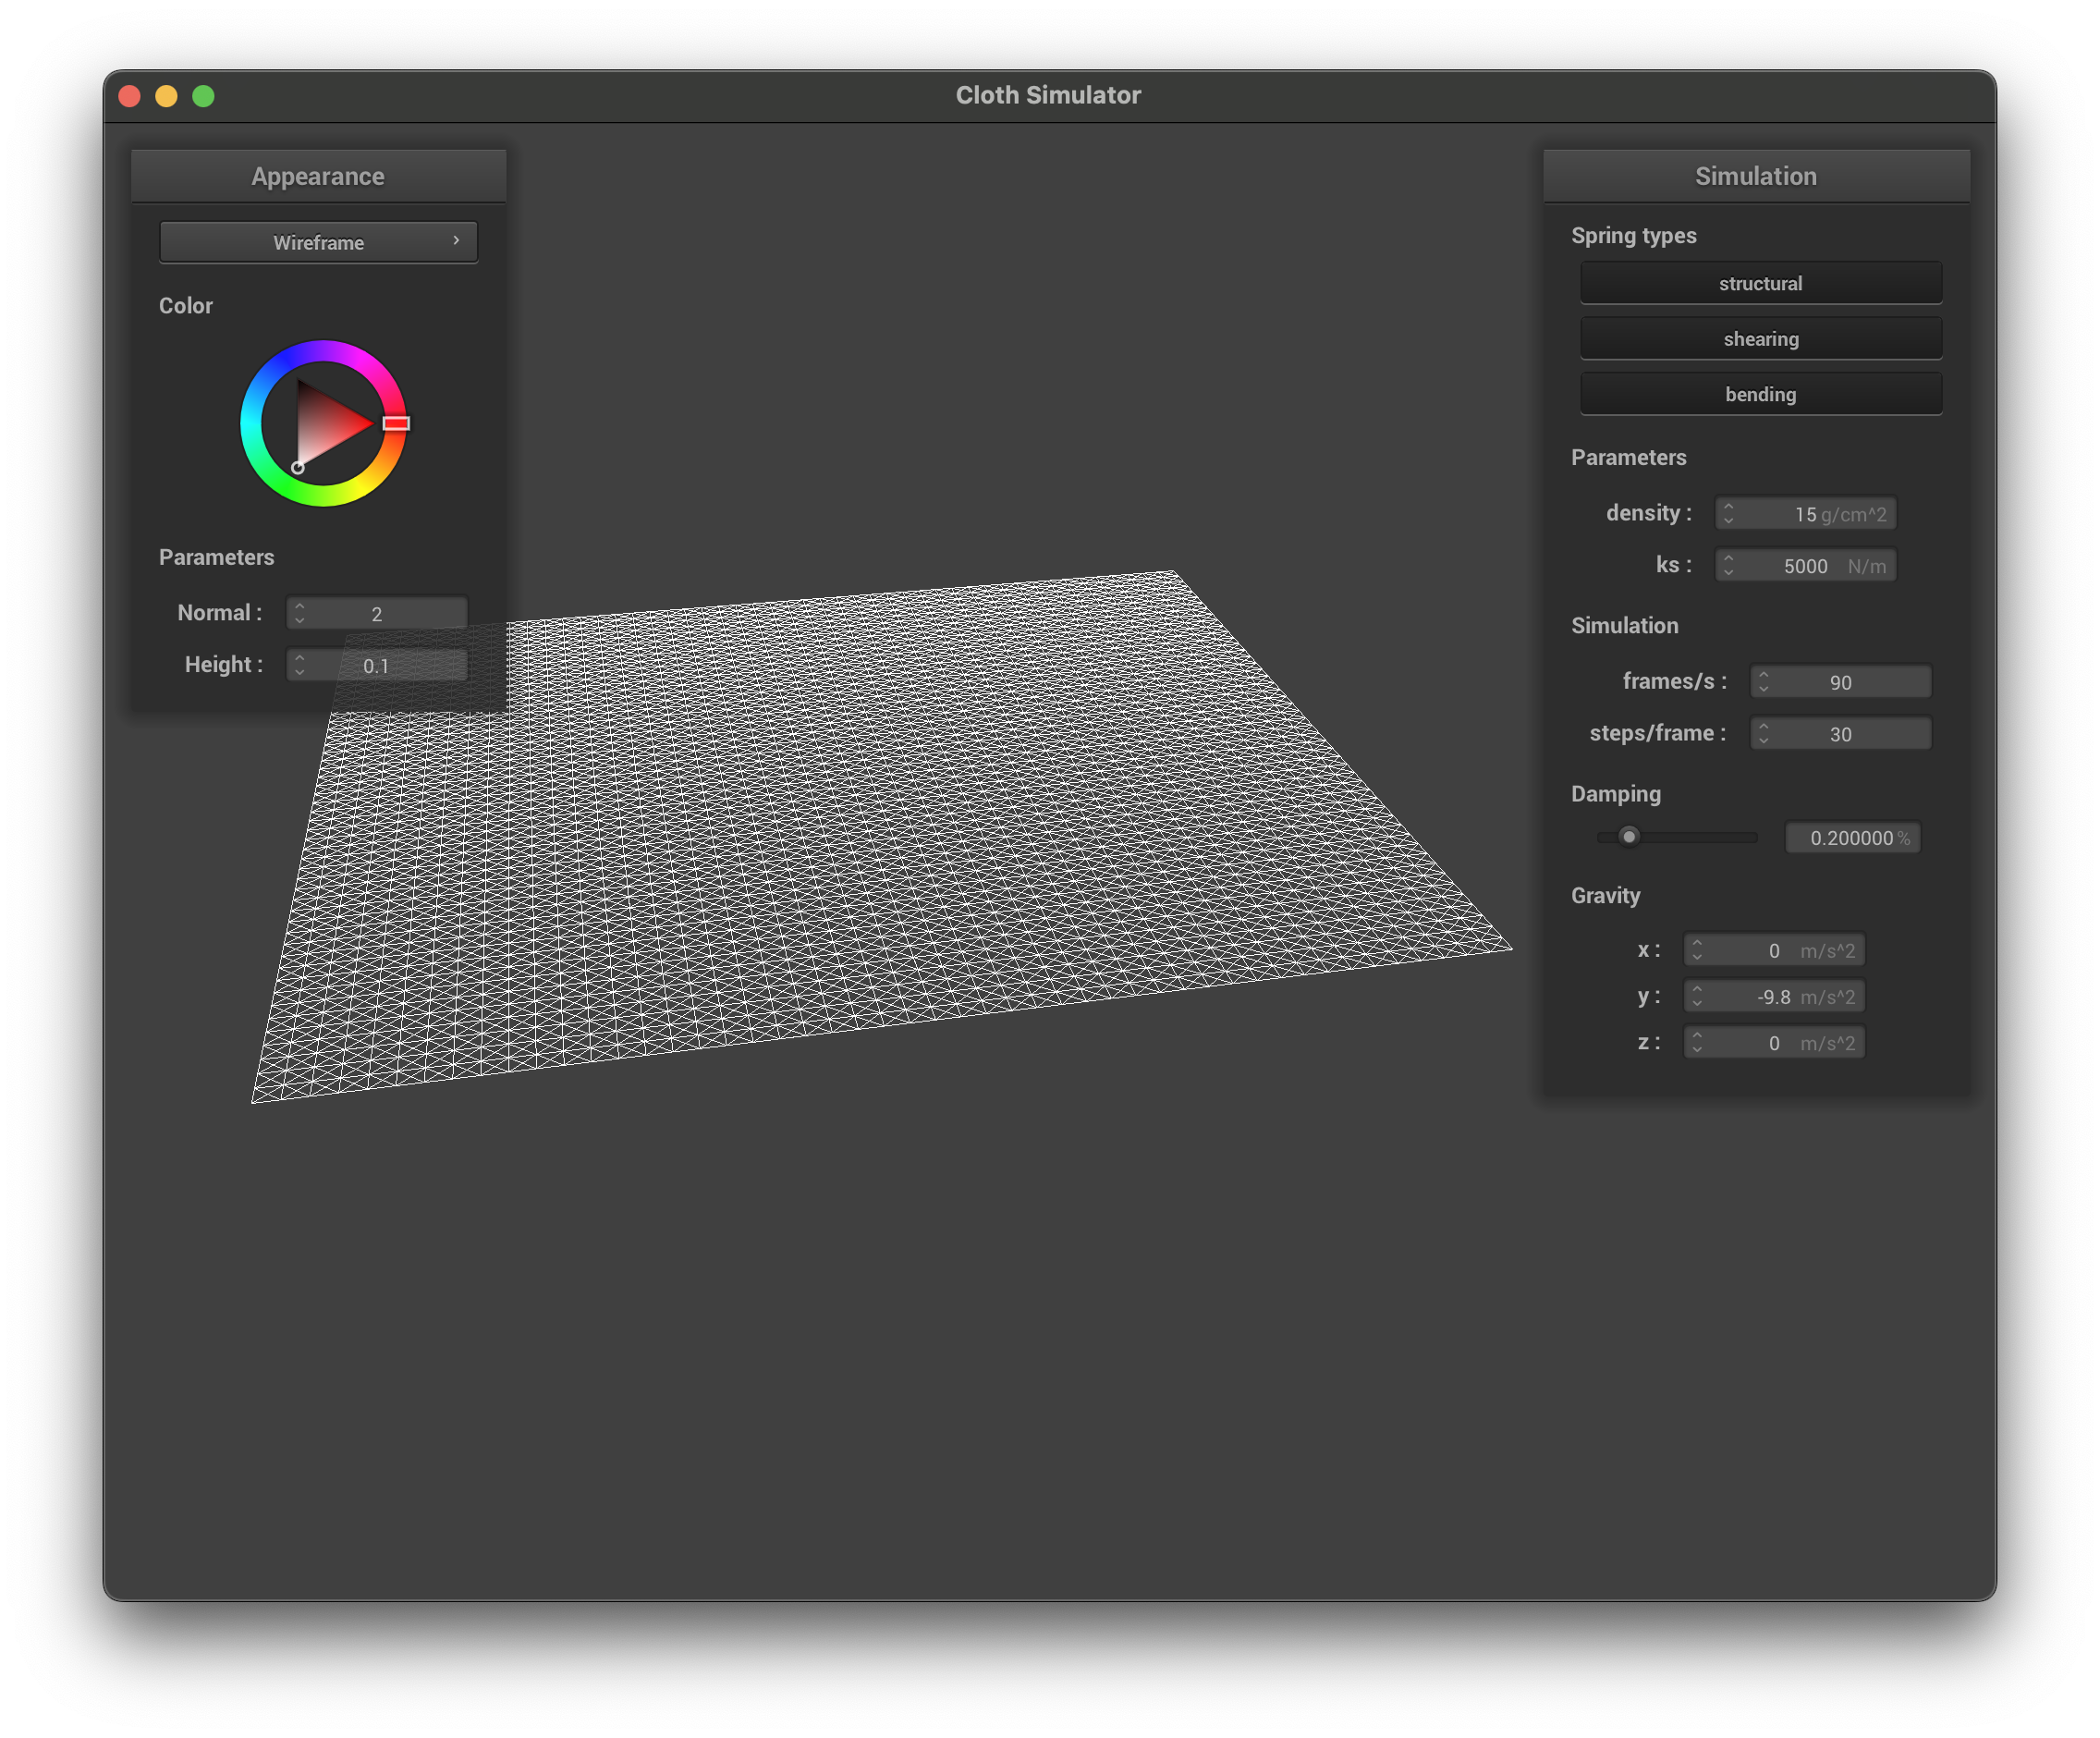 Cloth Simulator
Appearance
Wireframe
Color
Parameters
Normal : 2
Height : 0.1
Simulation
Spring types
structural
shearing
bending
Parameters
density : 15 g/cm^2
ks : 5000 N/m
Simulation
frames/s : 90
steps/frame : 30
Damping
0.200000 %
Gravity
x : 0 m/s^2
y : -9.8 m/s^2
z : 0 m/s^2